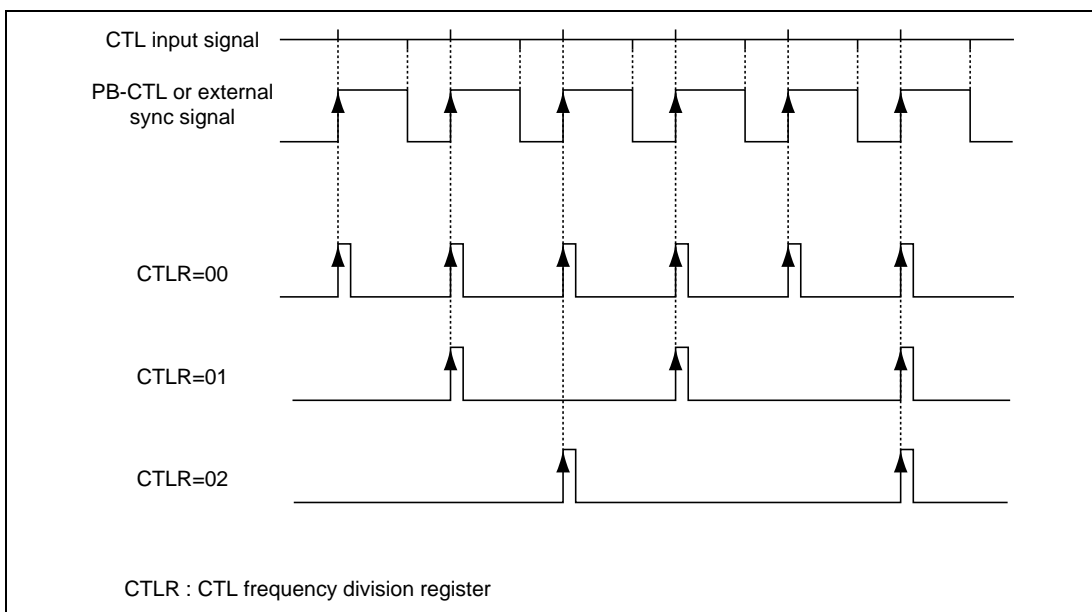 CTL input signal
PB-CTL or external
sync signal
CTLR=00
CTLR=01
CTLR=02
CTLR : CTL frequency division register